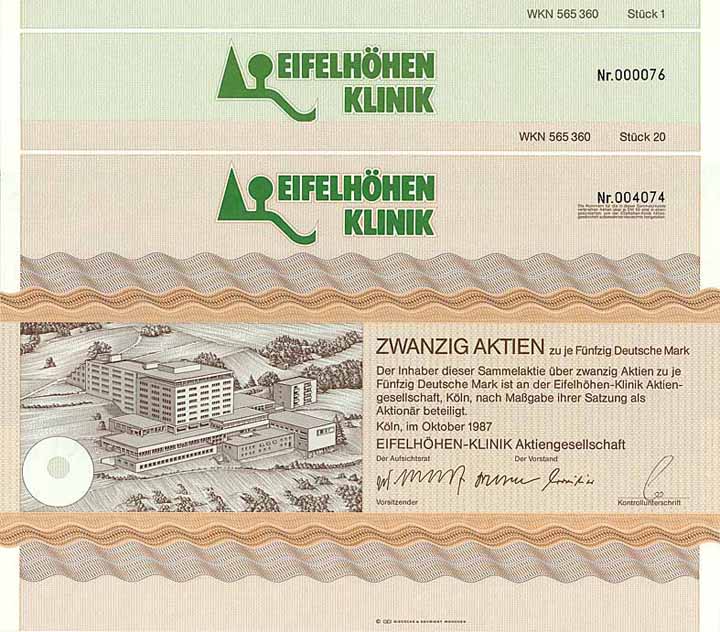 WKN 565 360 Stück 1
EIFELHÖHEN
KLINIK
Nr.000076
WKN 565 360 Stück 20
EIFELHÖHEN
KLINIK
Nr.004074
ZWANZIG AKTIEN zu je Fünfzig Deutsche Mark
Der Inhaber dieser Sammelaktie über zwanzig Aktien zu je
Fünfzig Deutsche Mark ist an der Eifelhöhen-Klinik Aktien-
gesellschaft, Köln, nach Maßgabe ihrer Satzung als
Aktionär beteiligt.
Köln, im Oktober 1987
EIFELHÖHEN-KLINIK Aktiengesellschaft
Der Aufsichtsrat Der Vorstand
Vorsitzender Kontrollunterschrift
© GIESECKE & DEVRIENT MÜNCHEN